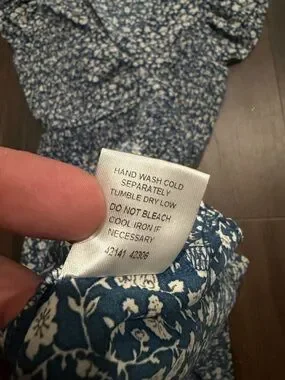 HAND WASH COLD
SEPARATELY
TUMBLE DRY LOW
DO NOT BLEACH
COOL IRON IF
NECESSARY
42141 42306